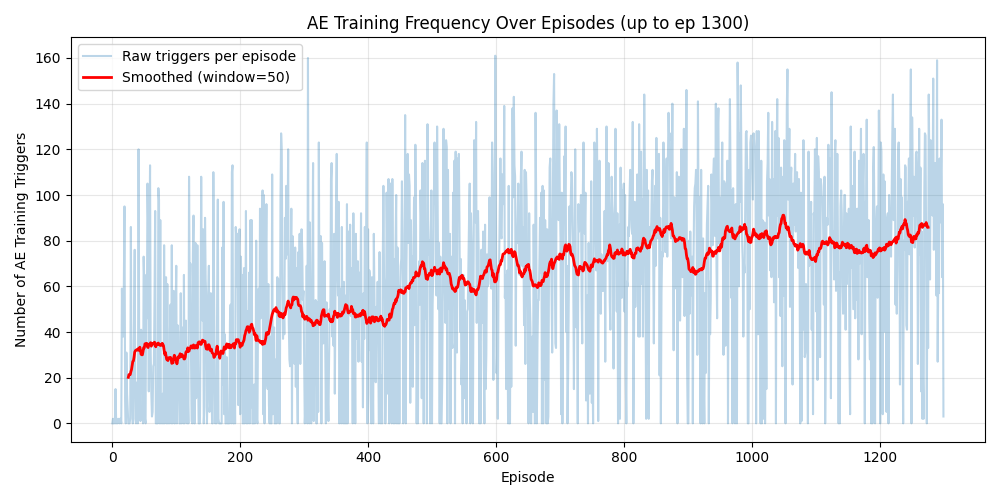 AE Training Frequency Over Episodes (up to ep 1300)
Raw triggers per episode
Smoothed (window=50)
Number of AE Training Triggers
160
140
120
100
80
60
40
20
0
0 200 400 600 800 1000 1200
Episode